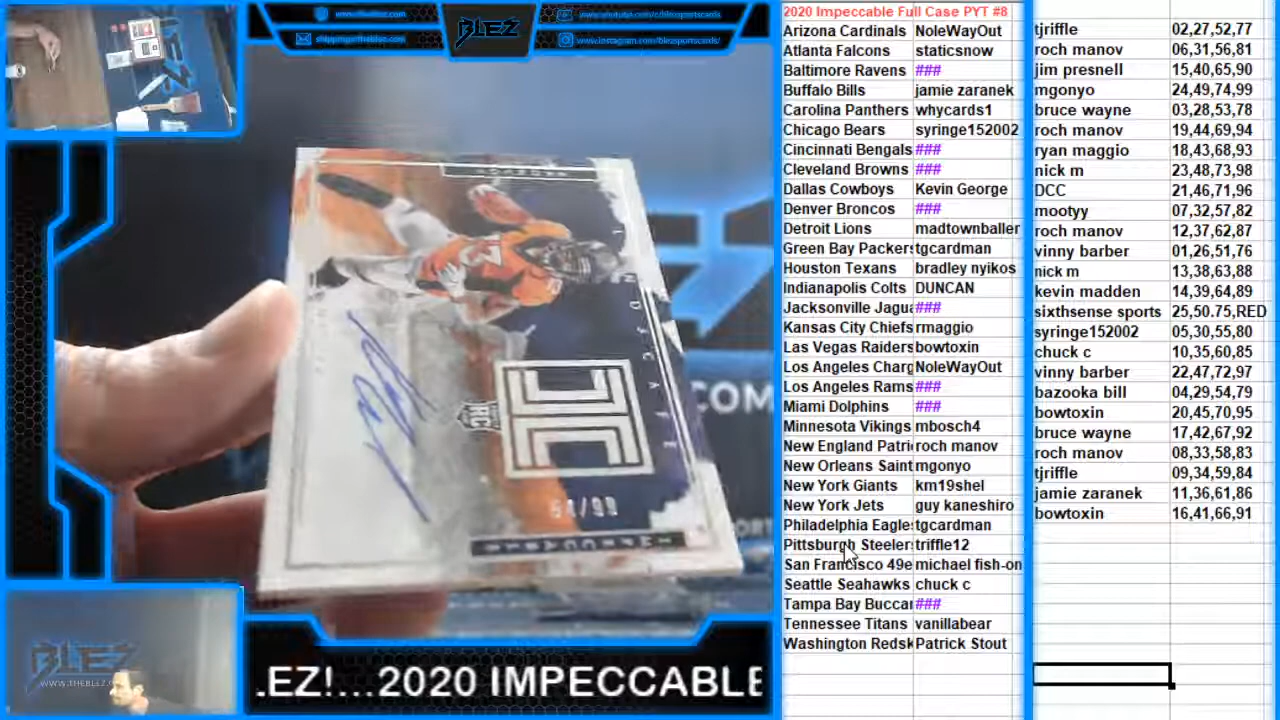 www.theblez.com
BLEZ
2020 Impeccable Full Case PYT #8
Arizona Cardinals NoleWayOut
Atlanta Falcons staticsnow
Baltimore Ravens ###
Buffalo Bills jamie zaranek
Carolina Panthers whycards1
Chicago Bears syringe152002
Cincinnati Bengals ###
Cleveland Browns ###
Dallas Cowboys Kevin George
Denver Broncos ###
Detroit Lions madtownballer
Green Bay Packers tgcardman
Houston Texans bradley nyikos
Indianapolis Colts DUNCAN
Jacksonville Jagua ###
Kansas City Chiefs rmaggio
Las Vegas Raiders bowtoxin
Los Angeles Charg NoleWayOut
Los Angeles Rams ###
Miami Dolphins ###
Minnesota Vikings mbosch4
New England Patri roch manov
New Orleans Saint mgonyo
New York Giants km19shel
New York Jets guy kaneshiro
Philadelphia Eagles tgcardman
Pittsburgh Steelers triffle12
San Francisco 49e michael fish-on
Seattle Seahawks chuck c
Tampa Bay Bucca ###
Tennessee Titans vanillabear
Washington Redsk Patrick Stout
tjriffle 02,27,52,77
roch manov 06,31,56,81
jim presnell 15,40,65,90
mgonyo 24,49,74,99
bruce wayne 03,28,53,78
roch manov 19,44,69,94
ryan maggio 18,43,68,93
nick m 23,48,73,98
DCC 21,46,71,96
mootyy 07,32,57,82
roch manov 12,37,62,87
vinny barber 01,26,51,76
nick m 13,38,63,88
kevin madden 14,39,64,89
sixthsense sports 25,50.75,RED
syringe152002 05,30,55,80
chuck c 10,35,60,85
vinny barber 22,47,72,97
bazooka bill 04,29,54,79
bowtoxin 20,45,70,95
bruce wayne 17,42,67,92
roch manov 08,33,58,83
tjriffle 09,34,59,84
jamie zaranek 11,36,61,86
bowtoxin 16,41,66,91
RC
IMPECCABLE
.COM
BLEZ
.EZ!...2020 IMPECCABLE